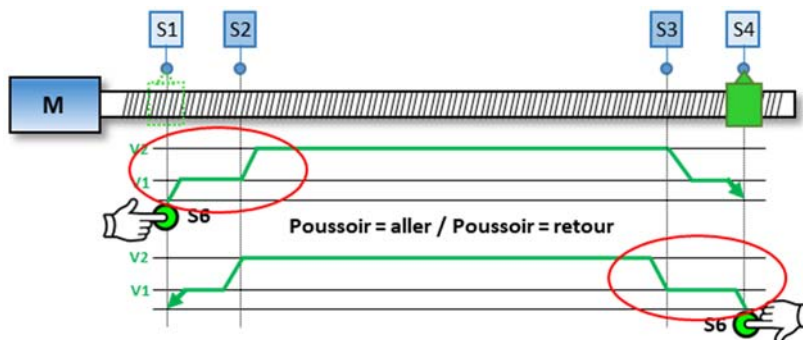 S1 S2 S3 S4
M
V2
V1
S6
Poussoir = aller / Poussoir = retour
V2
V1
S6